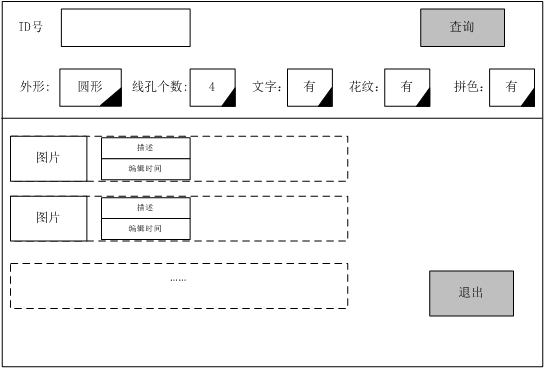 ID号 查询
外形: 圆形 线孔个数: 4 文字: 有 花纹: 有 拼色: 有
图片 描述
编辑时间
图片 描述
编辑时间
……
退出